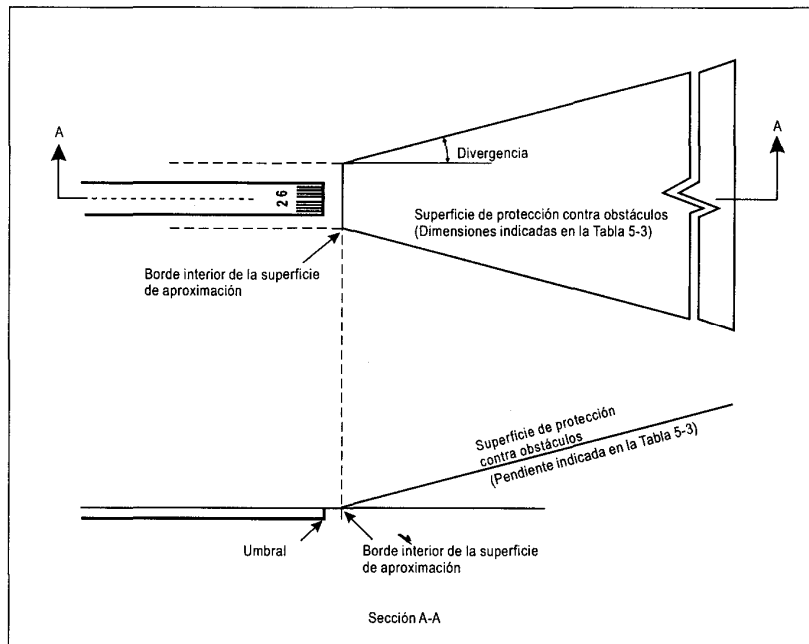 A
A
Divergencia
26
Superficie de protección contra obstáculos
(Dimensiones indicadas en la Tabla 5-3)
Borde interior de la superficie
de aproximación
Superficie de protección
contra obstáculos
(Pendiente indicada en la Tabla 5-3)
Umbral
Borde interior de la superficie
de aproximación
Sección A-A